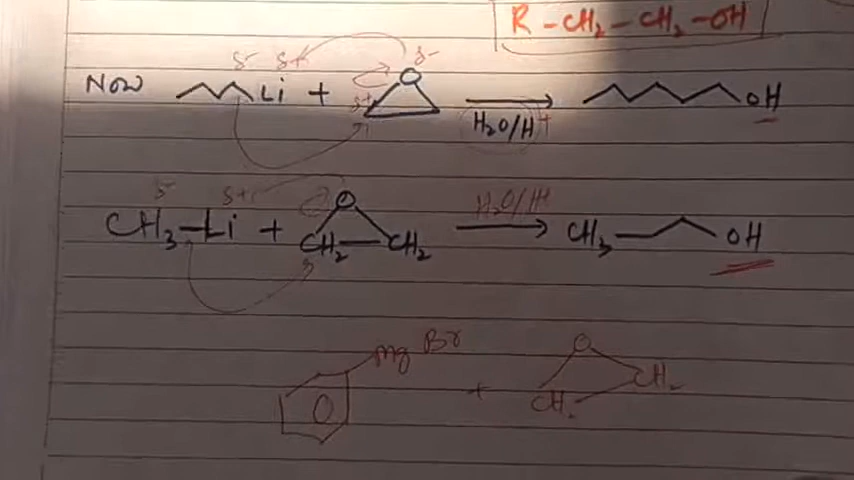 R-CH₂-CH₂-OH
δ- δ+ δ-
Now Li + O δ+ H₂O/H+ OH
δ- δ+ H₂O/H+
CH₃-Li + O CH₂-CH₂ CH₃ OH
MgBr + O CH₂ CH₂